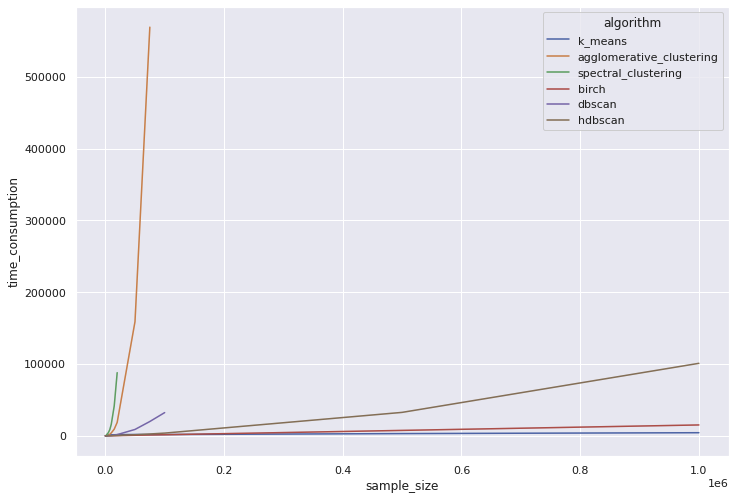 algorithm
k_means
agglomerative_clustering
spectral_clustering
birch
dbscan
hdbscan
time_consumption
500000
400000
300000
200000
100000
0
0.0 0.2 0.4 0.6 0.8 1.0
1e6
sample_size